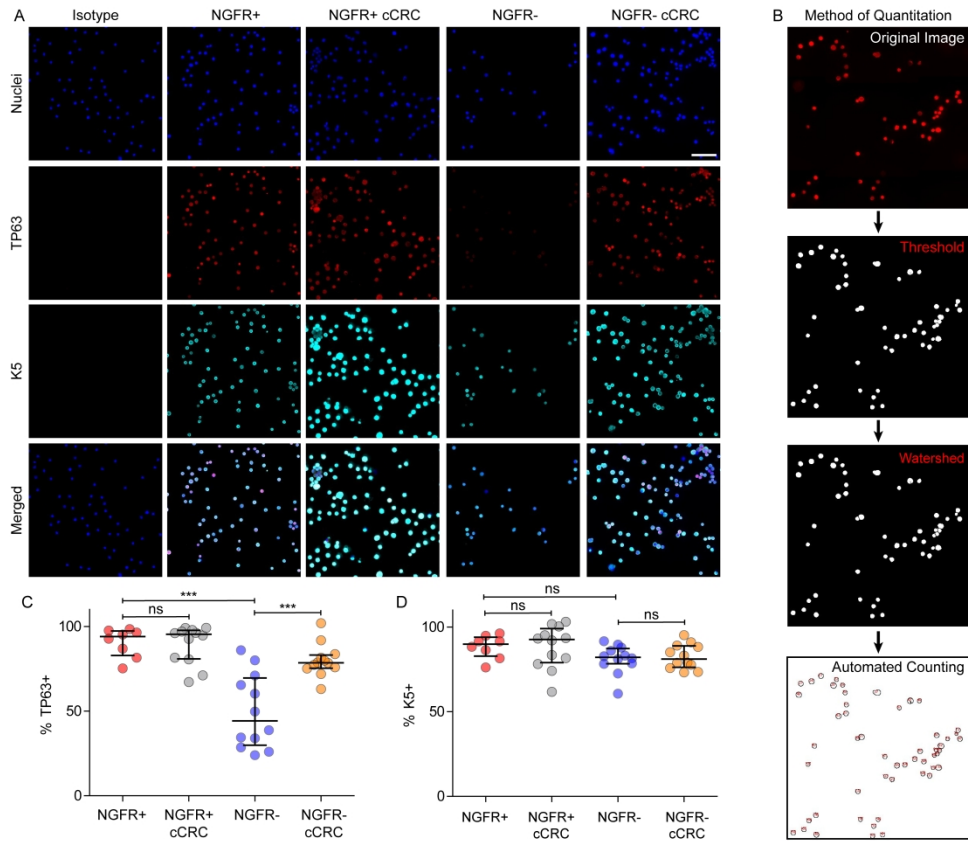 A
Isotype
NGFR+
NGFR+ cCRC
NGFR-
NGFR- cCRC
Nuclei
TP63
K5
Merged
B
Method of Quantitation
Original Image
Threshold
Watershed
Automated Counting
C
% TP63+
100
50
0
***
ns
***
NGFR+
NGFR+
cCRC
NGFR-
NGFR-
cCRC
D
% K5+
100
50
0
ns
ns
ns
NGFR+
NGFR+
cCRC
NGFR-
NGFR-
cCRC